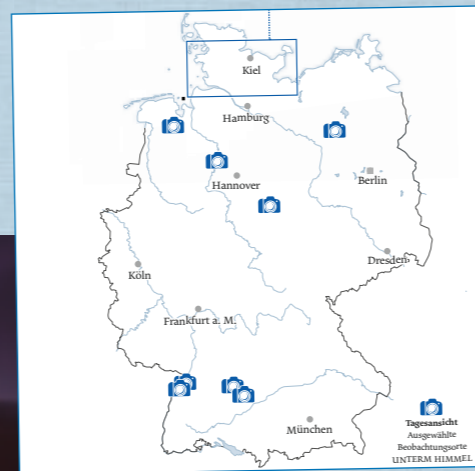 Kiel
Hamburg
Hannover
Berlin
Köln
Dresden
Frankfurt a. M.
München
Tagesansicht
Ausgewählte
Beobachtungsorte
UNTERM HIMMEL